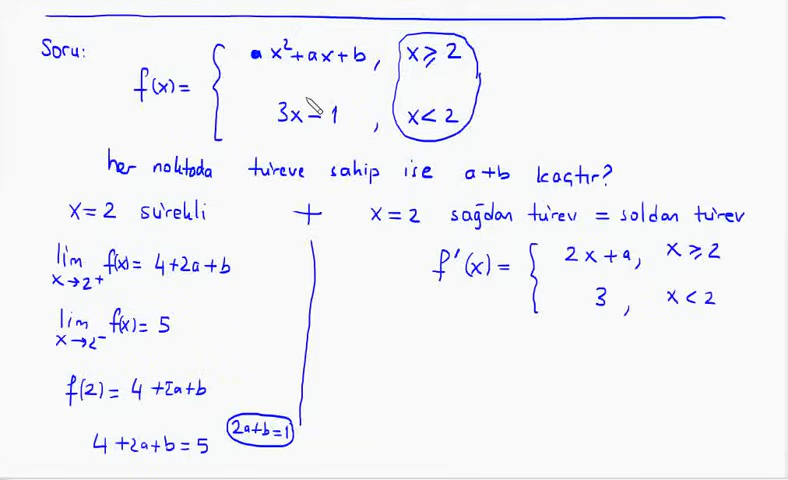 Soru:
f(x) = { x²+ax+b, x ≥ 2
3x-1, x < 2
her noktada türeve sahip ise a+b kaçtır?
x=2 sürekli + x=2 sağdan türev = soldan türev
lim x→2⁺ f(x) = 4+2a+b
f'(x) = { 2x+a, x ≥ 2
3, x < 2
lim x→2⁻ f(x) = 5
f(2) = 4+2a+b
4+2a+b = 5
2a+b=1